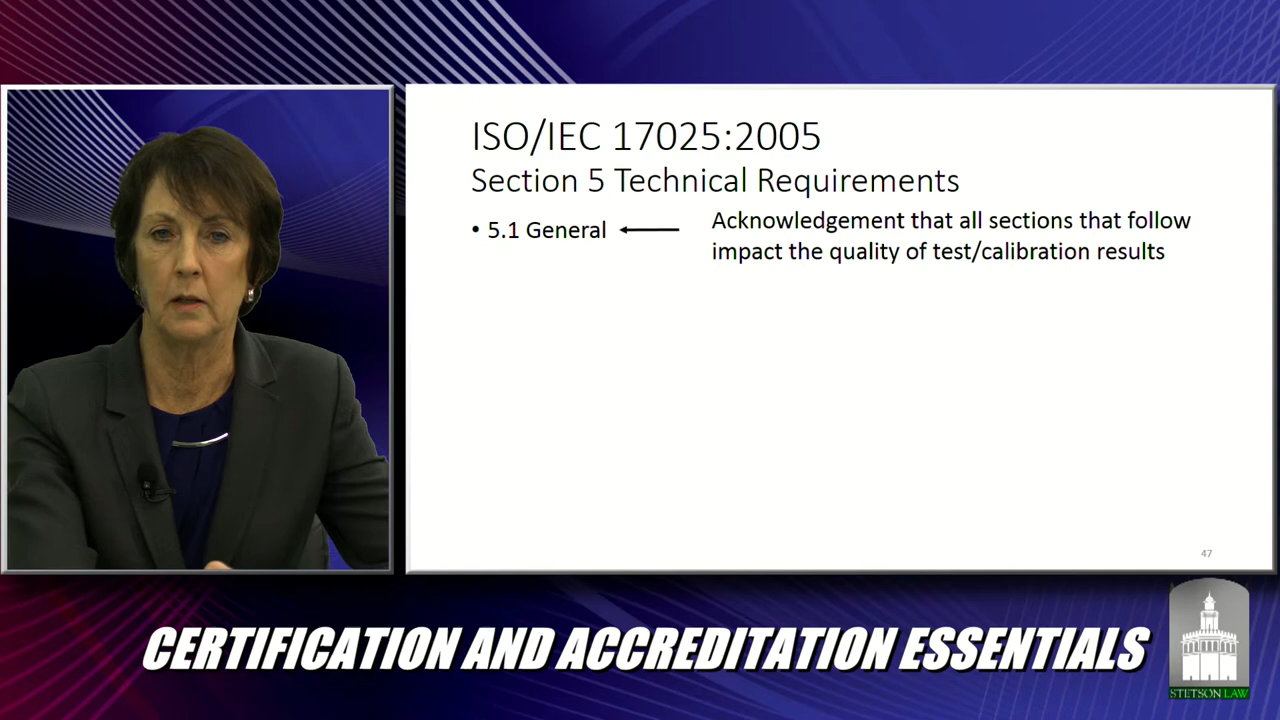 ISO/IEC 17025:2005
Section 5 Technical Requirements
• 5.1 General
Acknowledgement that all sections that follow
impact the quality of test/calibration results
47
CERTIFICATION AND ACCREDITATION ESSENTIALS
STETSON LAW